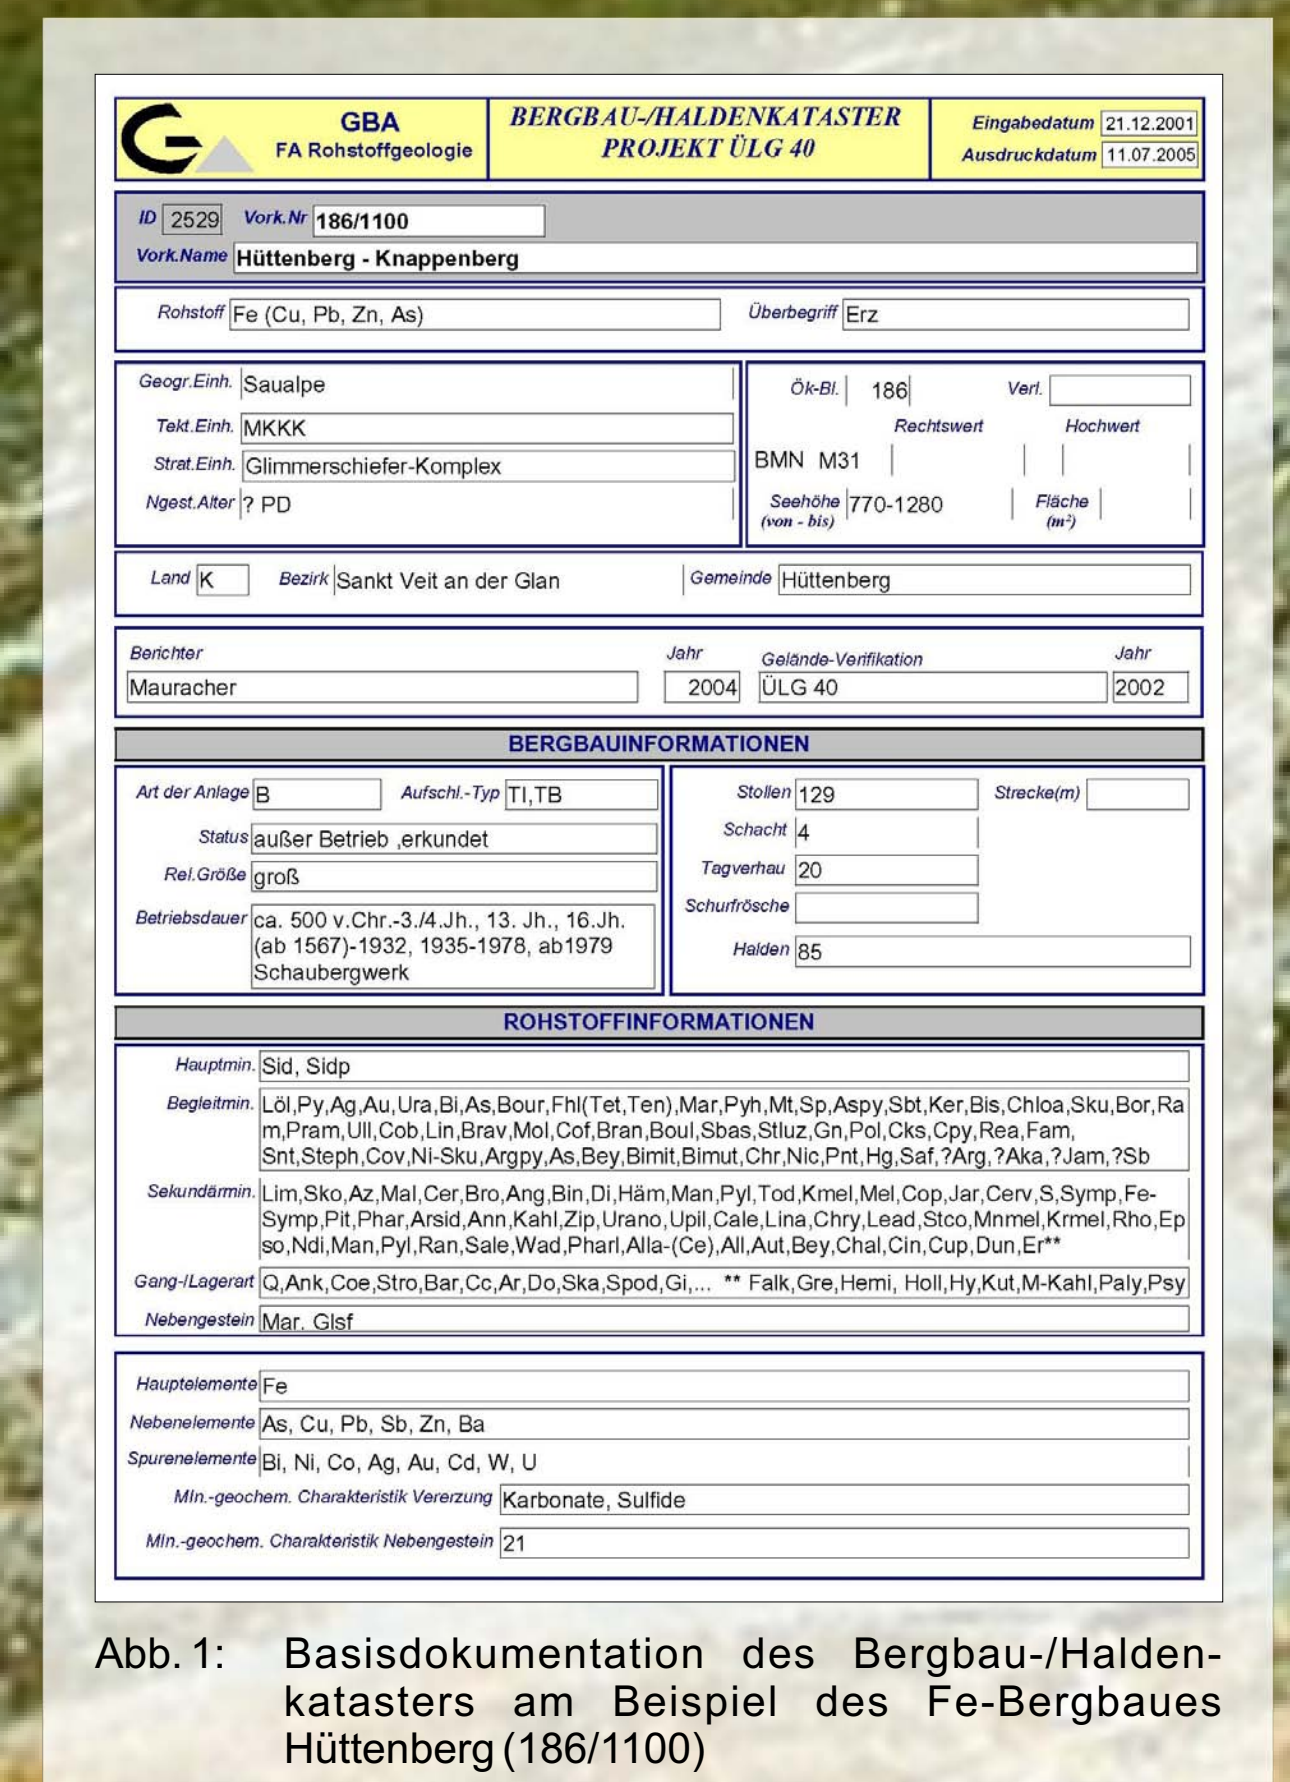 GBA
FA Rohstoffgeologie
BERGBAU-/HALDENKATASTER
PROJEKT ÜLG 40
Eingabedatum 21.12.2001
Ausdruckdatum 11.07.2005
ID 2529 Vork.Nr 186/1100
Vork.Name Hüttenberg - Knappenberg
Rohstoff Fe (Cu, Pb, Zn, As) Überbegriff Erz
Geogr.Einh. Saualpe
Tekt.Einh. MKKK
Strat.Einh. Glimmerschiefer-Komplex
Ngest.Alter ? PD
Ök-Bl. 186 Verl.
Rechtswert Hochwert
BMN M31
Seehöhe 770-1280 Fläche
(von - bis) (m²)
Land K Bezirk Sankt Veit an der Glan Gemeinde Hüttenberg
Berichter Jahr Gelände-Verifikation Jahr
Mauracher 2004 ÜLG 40 2002
BERGBAUINFORMATIONEN
Art der Anlage B Aufschl.-Typ TI,TB
Status außer Betrieb ,erkundet
Rel.Größe groß
Betriebsdauer ca. 500 v.Chr.-3./4.Jh., 13. Jh., 16.Jh.
(ab 1567)-1932, 1935-1978, ab1979
Schaubergwerk
Stollen 129 Strecke(m)
Schacht 4
Tagverhau 20
Schurfrösche
Halden 85
ROHSTOFFINFORMATIONEN
Hauptmin. Sid, Sidp
Begleitmin. Löl,Py,Ag,Au,Ura,Bi,As,Bour,Fhl(Tet,Ten),Mar,Pyh,Mt,Sp,Aspy,Sbt,Ker,Bis,Chloa,Sku,Bor,Ra
m,Pram,Ull,Cob,Lin,Brav,Mol,Cof,Bran,Boul,Sbas,Stluz,Gn,Pol,Cks,Cpy,Rea,Fam,
Snt,Steph,Cov,Ni-Sku,Argpy,As,Bey,Bimit,Bimut,Chr,Nic,Pnt,Hg,Saf,?Arg,?Aka,?Jam,?Sb
Sekundärmin. Lim,Sko,Az,Mal,Cer,Bro,Ang,Bin,Di,Häm,Man,Pyl,Tod,Kmel,Mel,Cop,Jar,Cerv,S,Symp,Fe-
Symp,Pit,Phar,Arsid,Ann,Kahl,Zip,Urano,Upil,Cale,Lina,Chry,Lead,Stco,Mnmel,Krmel,Rho,Ep
so,Ndi,Man,Pyl,Ran,Sale,Wad,Pharl,Alla-(Ce),All,Aut,Bey,Chal,Cin,Cup,Dun,Er**
Gang-/Lagerart Q,Ank,Coe,Stro,Bar,Cc,Ar,Do,Ska,Spod,Gi,... ** Falk,Gre,Hemi, Holl,Hy,Kut,M-Kahl,Paly,Psy
Nebengestein Mar. Glsf
Hauptelemente Fe
Nebenelemente As, Cu, Pb, Sb, Zn, Ba
Spurenelemente Bi, Ni, Co, Ag, Au, Cd, W, U
MIn.-geochem. Charakteristik Vererzung Karbonate, Sulfide
MIn.-geochem. Charakteristik Nebengestein 21
Abb. 1: Basisdokumentation des Bergbau-/Halden-
katasters am Beispiel des Fe-Bergbaues
Hüttenberg (186/1100)